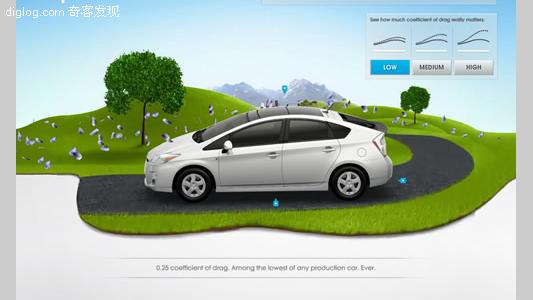 diglog.com 奇客发现
See how much coefficient of drag really matters:
LOW MEDIUM HIGH
0.25 coefficient of drag. Among the lowest of any production car. Ever.